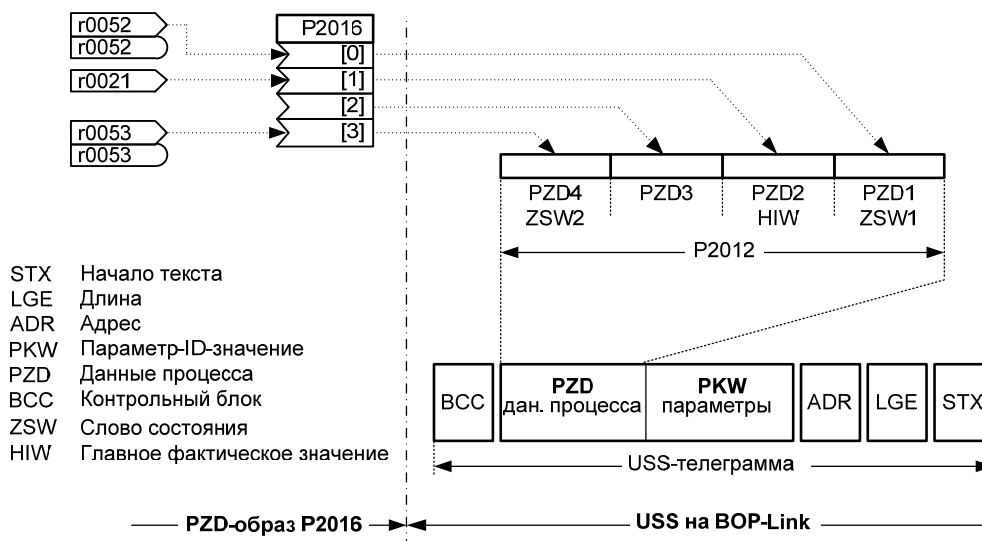 r0052
r0052
r0021
r0053
r0053
P2016
[0]
[1]
[2]
[3]
PZD4
ZSW2
PZD3
PZD2
HIW
PZD1
ZSW1
P2012
STX Начало текста
LGE Длина
ADR Адрес
PKW Параметр-ID-значение
PZD Данные процесса
BCC Контрольный блок
ZSW Слово состояния
HIW Главное фактическое значение
BCC
PZD
дан. процесса
PKW
параметры
ADR
LGE
STX
USS-телеграмма
PZD-образ P2016
USS на BOP-Link